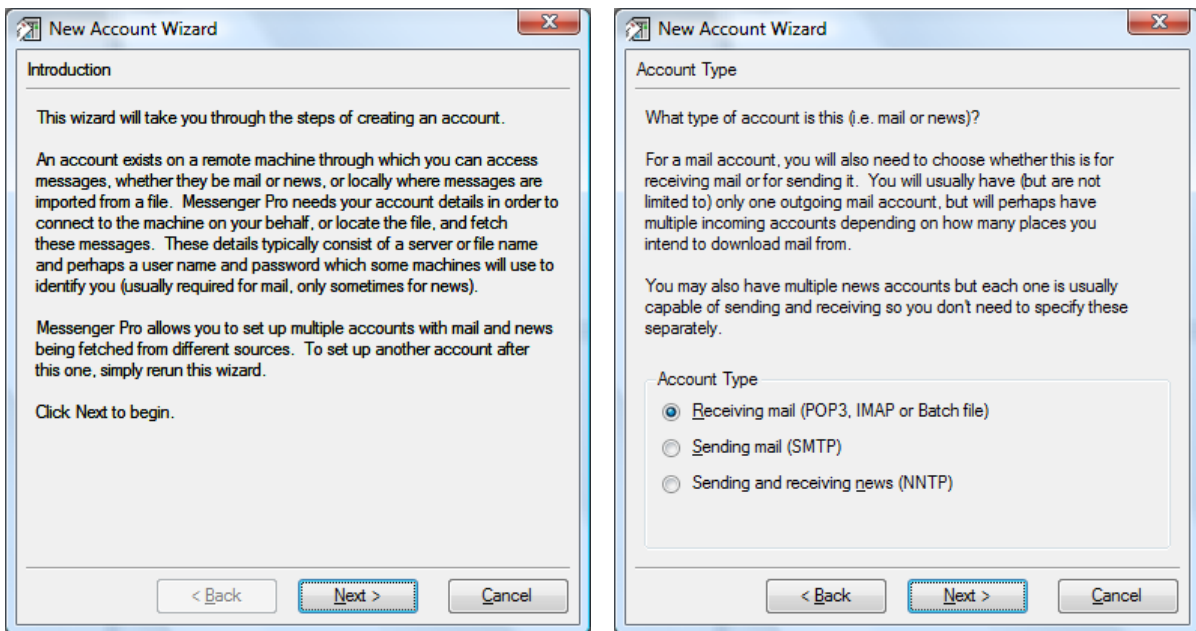 New Account Wizard
Introduction
This wizard will take you through the steps of creating an account.
An account exists on a remote machine through which you can access
messages, whether they be mail or news, or locally where messages are
imported from a file. Messenger Pro needs your account details in order to
connect to the machine on your behalf, or locate the file, and fetch
these messages. These details typically consist of a server or file name
and perhaps a user name and password which some machines will use to
identify you (usually required for mail, only sometimes for news).
Messenger Pro allows you to set up multiple accounts with mail and news
being fetched from different sources. To set up another account after
this one, simply rerun this wizard.
Click Next to begin.
< Back
Next >
Cancel
New Account Wizard
Account Type
What type of account is this (i.e. mail or news)?
For a mail account, you will also need to choose whether this is for
receiving mail or for sending it. You will usually have (but are not
limited to) only one outgoing mail account, but will perhaps have
multiple incoming accounts depending on how many places you
intend to download mail from.
You may also have multiple news accounts but each one is usually
capable of sending and receiving so you don't need to specify these
separately.
Account Type
Receiving mail (POP3, IMAP or Batch file)
Sending mail (SMTP)
Sending and receiving news (NNTP)
< Back
Next >
Cancel